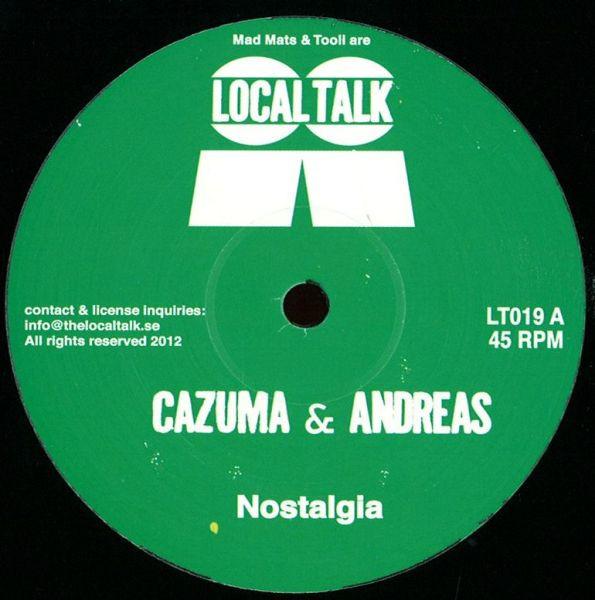 Mad Mats & Tooli are
LOCAL TALK
contact & license inquiries:
info@thelocaltalk.se
All rights reserved 2012
LT019 A
45 RPM
CAZUMA & ANDREAS
Nostalgia